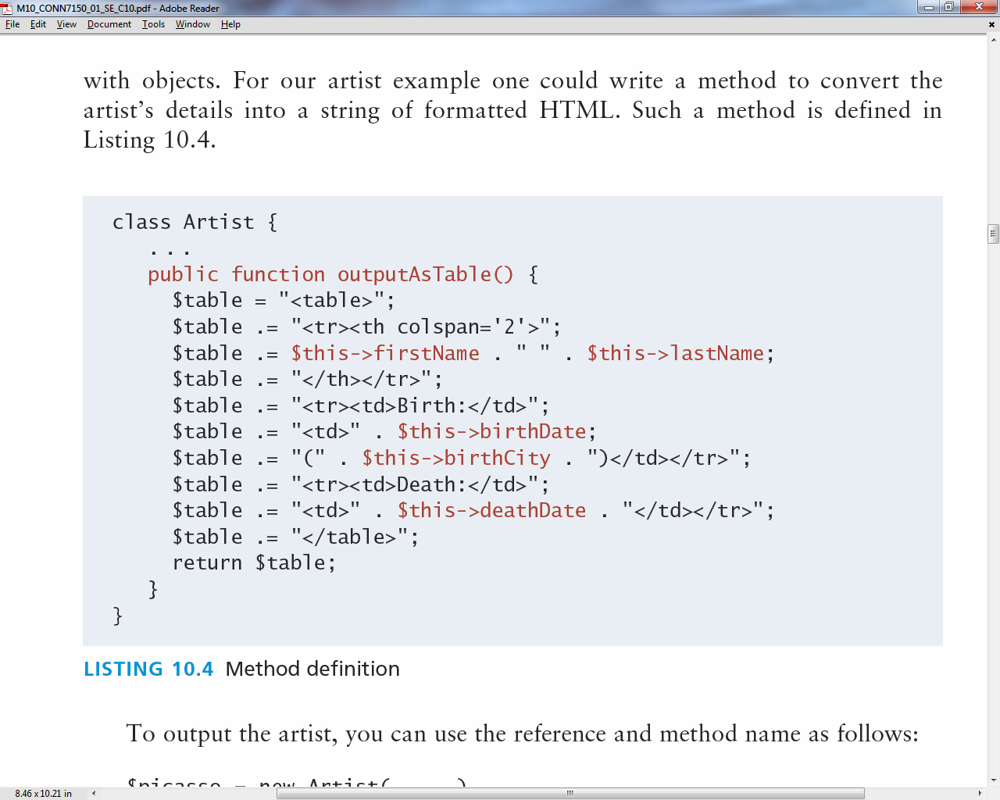 M10_CONN7150_01_SE_C10.pdf - Adobe Reader
File Edit View Document Tools Window Help
with objects. For our artist example one could write a method to convert the
artist's details into a string of formatted HTML. Such a method is defined in
Listing 10.4.
class Artist {
...
public function outputAsTable() {
$table = "<table>";
$table .= "<tr><th colspan='2'>";
$table .= $this->firstName . " " . $this->lastName;
$table .= "</th></tr>";
$table .= "<tr><td>Birth:</td>";
$table .= "<td>" . $this->birthDate;
$table .= "(" . $this->birthCity . ")</td></tr>";
$table .= "<tr><td>Death:</td>";
$table .= "<td>" . $this->deathDate . "</td></tr>";
$table .= "</table>";
return $table;
}
}
LISTING 10.4 Method definition
To output the artist, you can use the reference and method name as follows:
$picasso = new Artist( . . . )
8.46 x 10.21 in